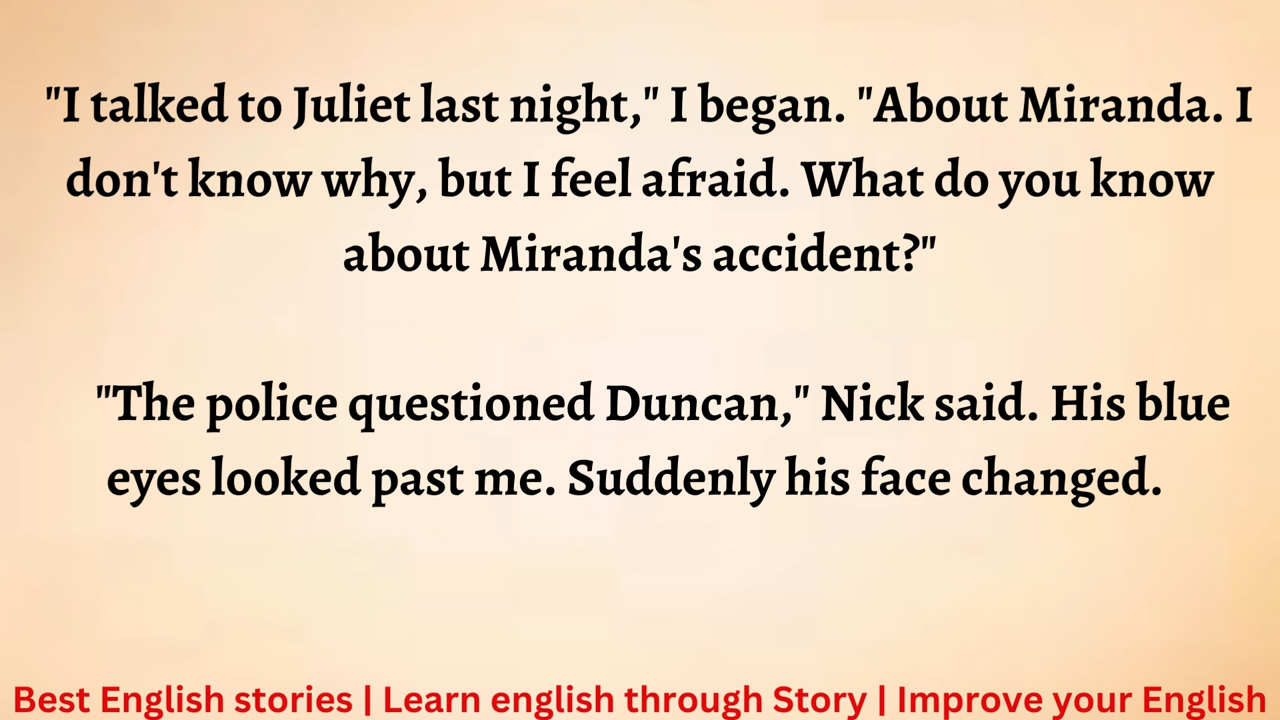 "I talked to Juliet last night," I began. "About Miranda. I
don't know why, but I feel afraid. What do you know
about Miranda's accident?"
"The police questioned Duncan," Nick said. His blue
eyes looked past me. Suddenly his face changed.
Best English stories | Learn english through Story | Improve your English